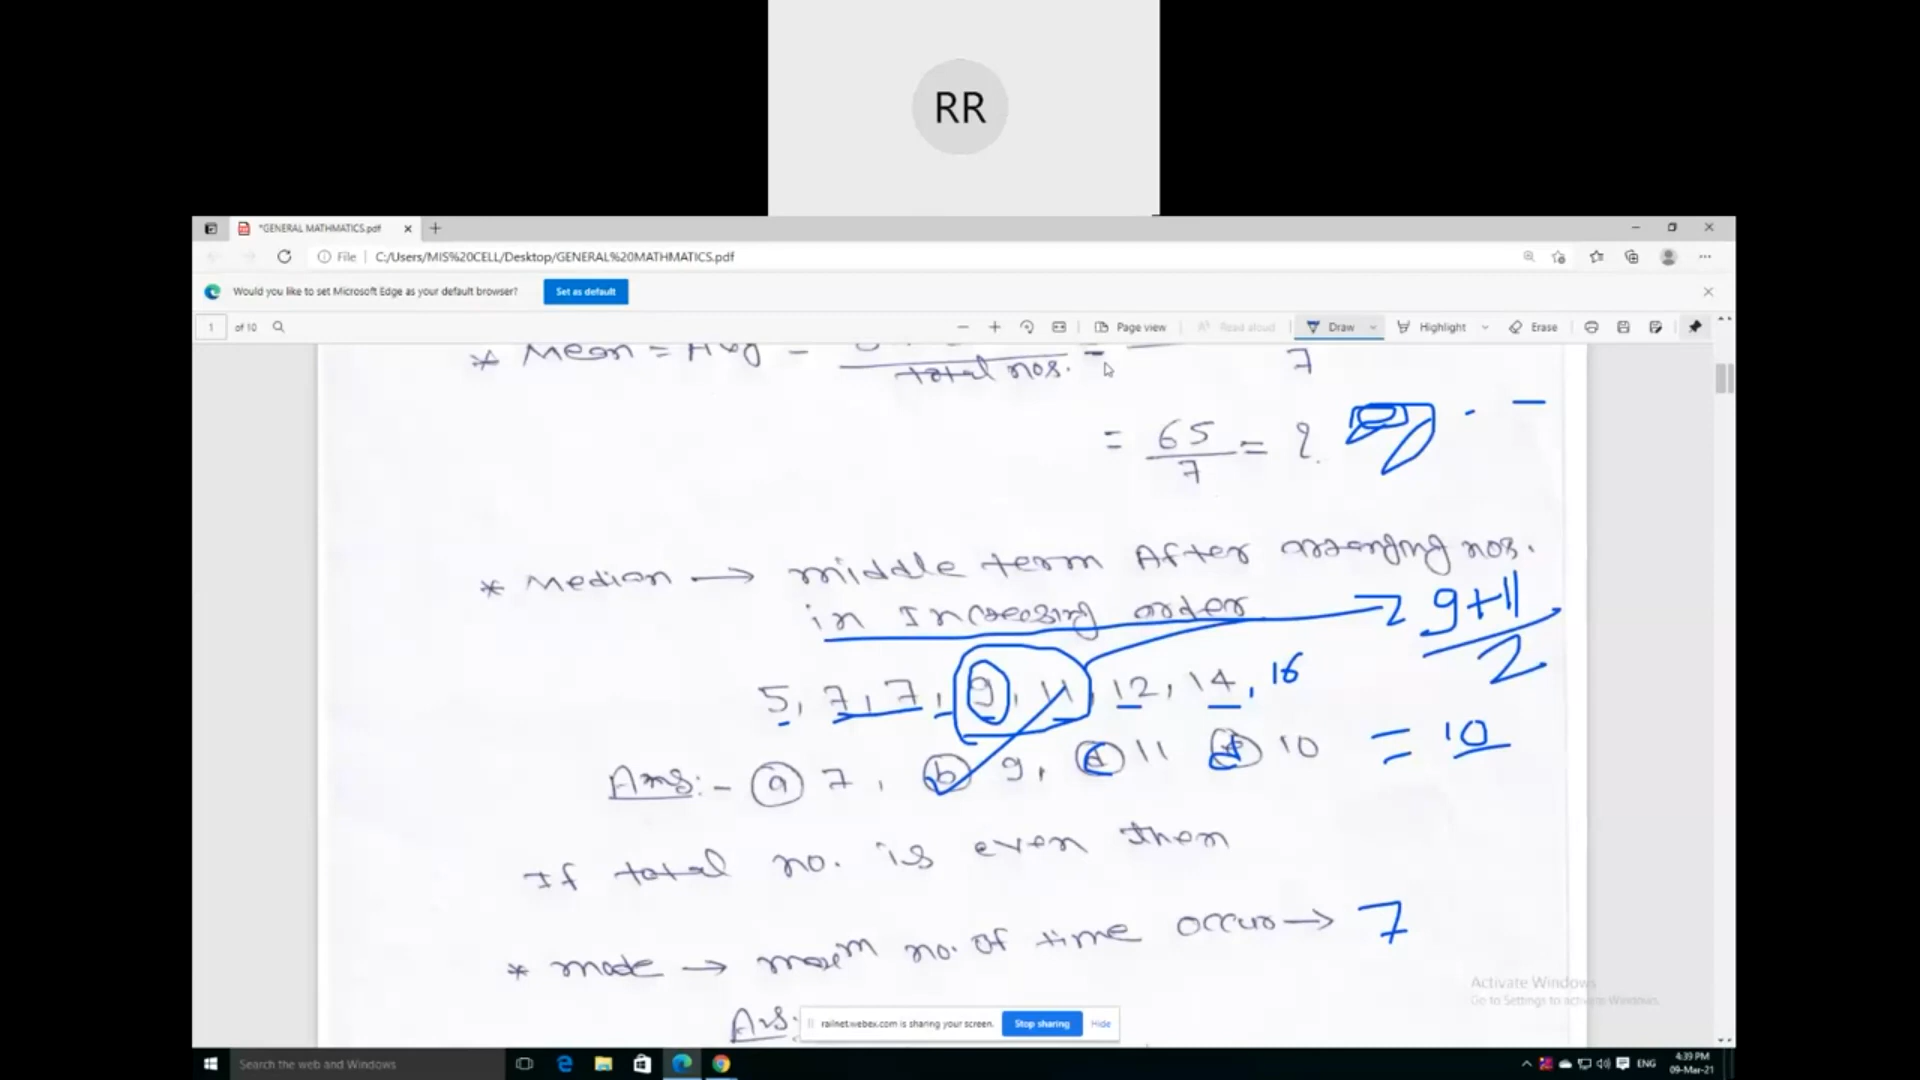 RR
*GENERAL MATHMATICS.pdf
File C:/Users/MIS%20CELL/Desktop/GENERAL%20MATHMATICS.pdf
Would you like to set Microsoft Edge as your default browser? Set as default
1 of 10 Page view Read aloud Draw Highlight Erase
* Mean = Avg = total nos. = 7
= 65/7 = ?
* Median → middle term After arranging nos.
in Increasing order → 9+11/2
5, 7, 7, 9, 11, 12, 14, 16
Ans:- (a) 7, (b) 9, (c) 11 (d) 10 = 10
If total no. is even then
* mode → maxm no. of time occur → 7
Ans:
Activate Windows
Go to Settings to activate Windows.
railnet.webex.com is sharing your screen. Stop sharing Hide
Search the web and Windows
ENG 4:39 PM
09-Mar-21